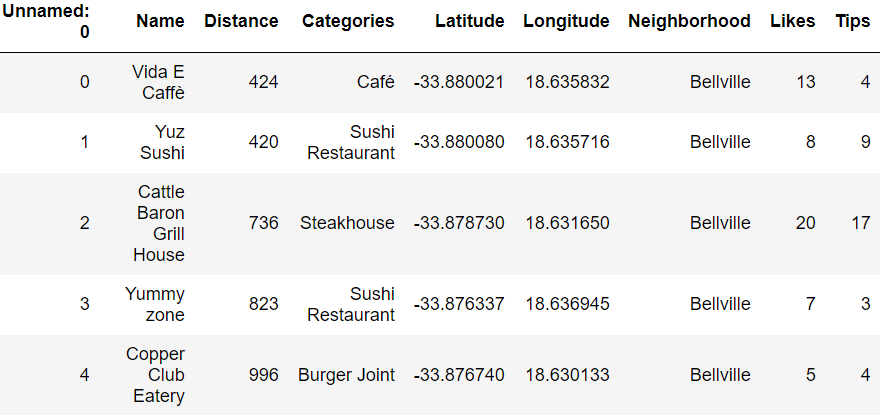 Unnamed: 0 Name Distance Categories Latitude Longitude Neighborhood Likes Tips
0 Vida E Caffè 424 Café -33.880021 18.635832 Bellville 13 4
1 Yuz Sushi 420 Sushi Restaurant -33.880080 18.635716 Bellville 8 9
2 Cattle Baron Grill House 736 Steakhouse -33.878730 18.631650 Bellville 20 17
3 Yummy zone 823 Sushi Restaurant -33.876337 18.636945 Bellville 7 3
4 Copper Club Eatery 996 Burger Joint -33.876740 18.630133 Bellville 5 4